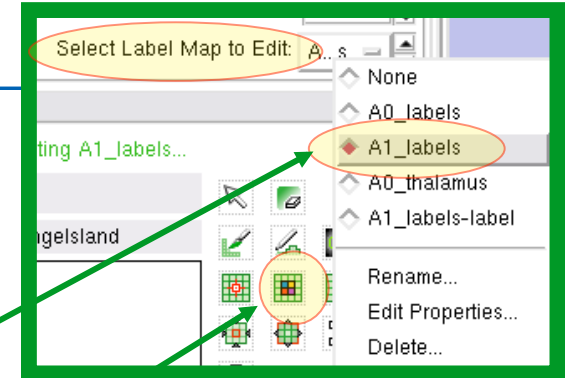 Select Label Map to Edit: A...s
None
A0_labels
ting A1_labels...
A1_labels
A0_thalamus
ngelsland
A1_labels-label
Rename...
Edit Properties...
Delete...